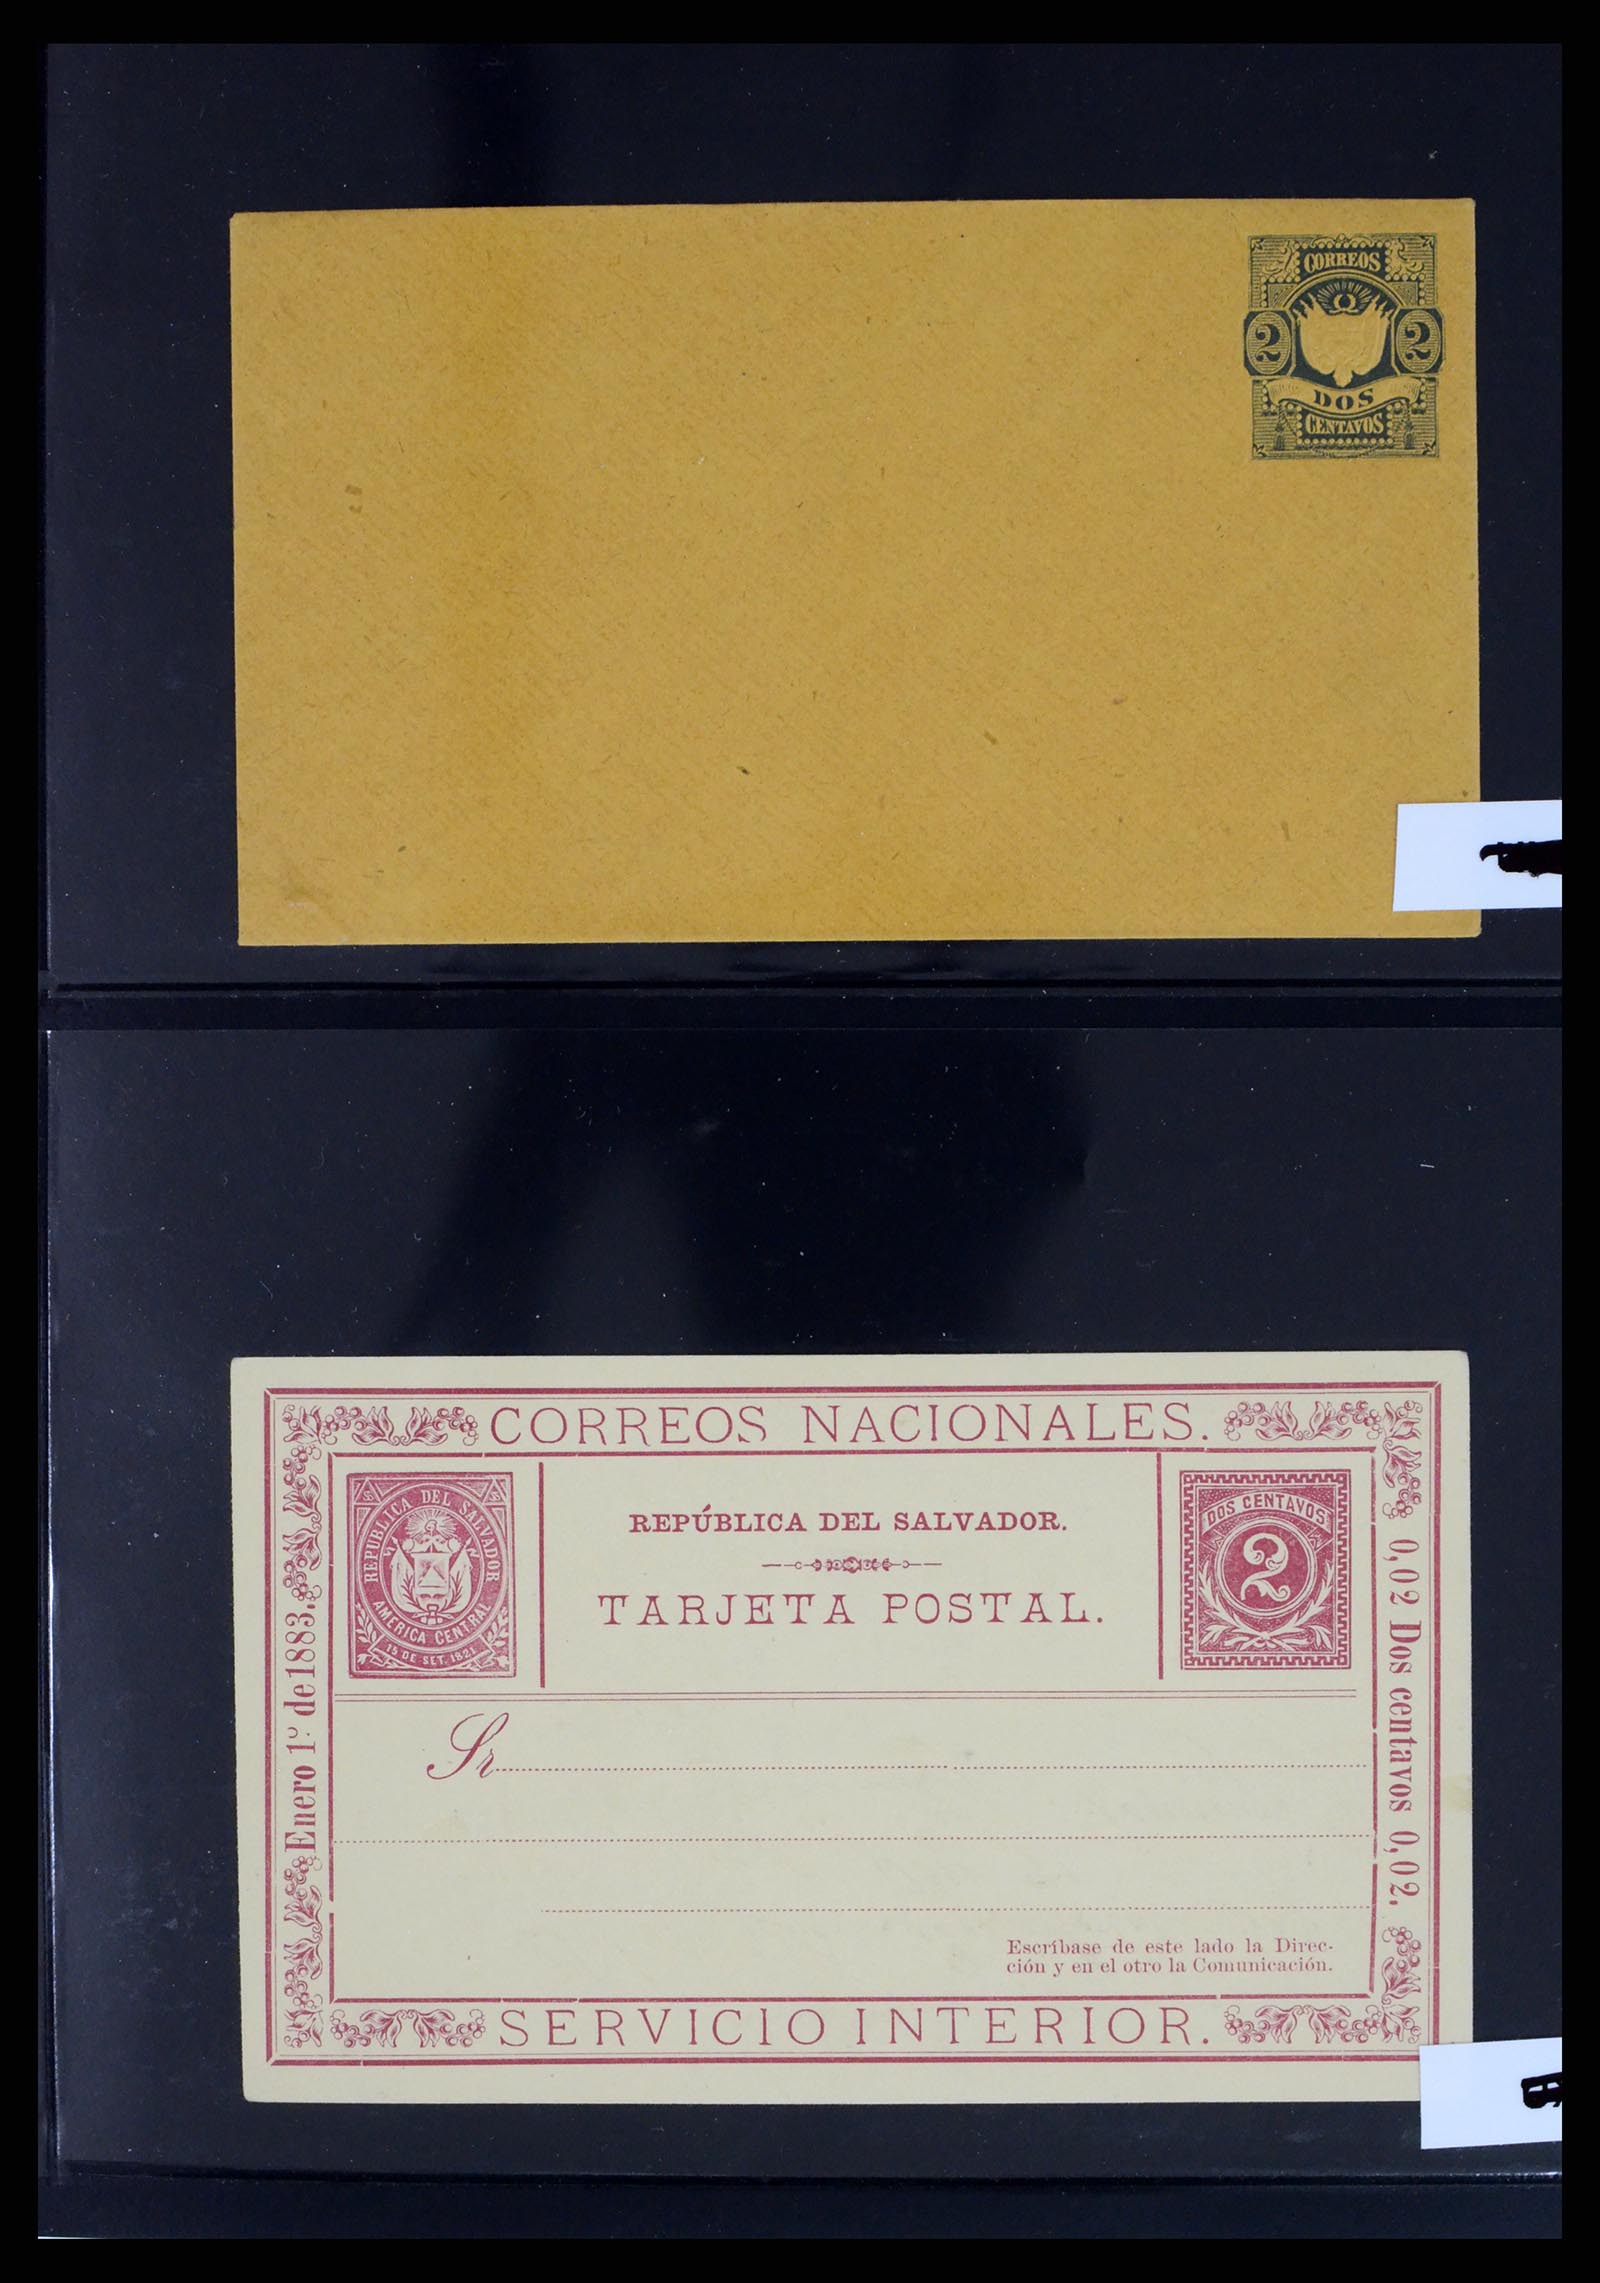 CORREOS
2 2
DOS
CENTAVOS
CORREOS NACIONALES.
REPUBLICA DEL SALVADOR
AMERICA CENTRAL
15 DE SET. 1821
REPÚBLICA DEL SALVADOR.
TARJETA POSTAL.
DOS CENTAVOS
2
Enero 1º de 1883.
0,02 Dos centavos 0,02.
Sr
Escríbase de este lado la Direc-
ción y en el otro la Comunicación.
SERVICIO INTERIOR.